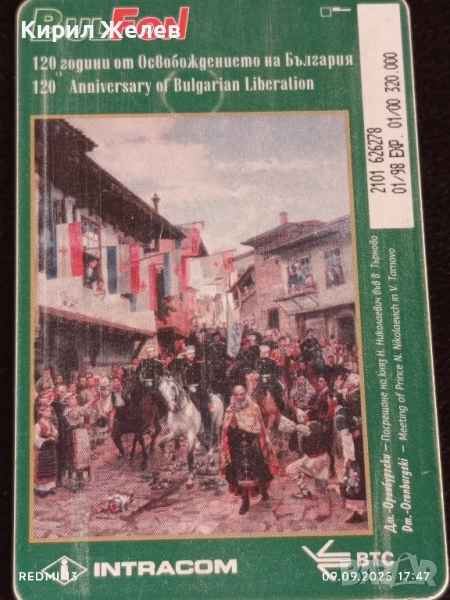 BulFon
Кирил Желев
120 години от Освобождението на България
120th Anniversary of Bulgarian Liberation
2101 626278
01/98 EXP. 01/00 320.000
Дм.-Оренбургски – Посрещане на княз Н. Николаевич във В. Търново
Dm.-Orenburgski – Meeting of Prince N. Nikolaevich in V. Tarnovo
INTRACOM
BTC
REDMI 13
09.09.2025 17:47